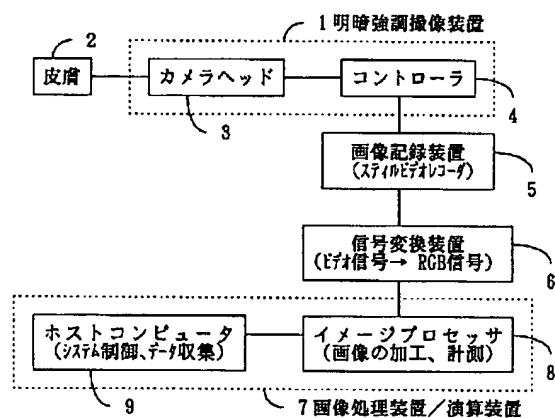 1 明暗強調撮像装置
2
皮膚
カメラヘッド
コントローラ
3
4
画像記録装置
(スティルビデオレコーダ)
5
信号変換装置
(ビデオ信号→ RGB信号)
6
ホストコンピュータ
(システム制御、データ収集)
イメージプロセッサ
(画像の加工、計測)
8
9
7 画像処理装置/演算装置